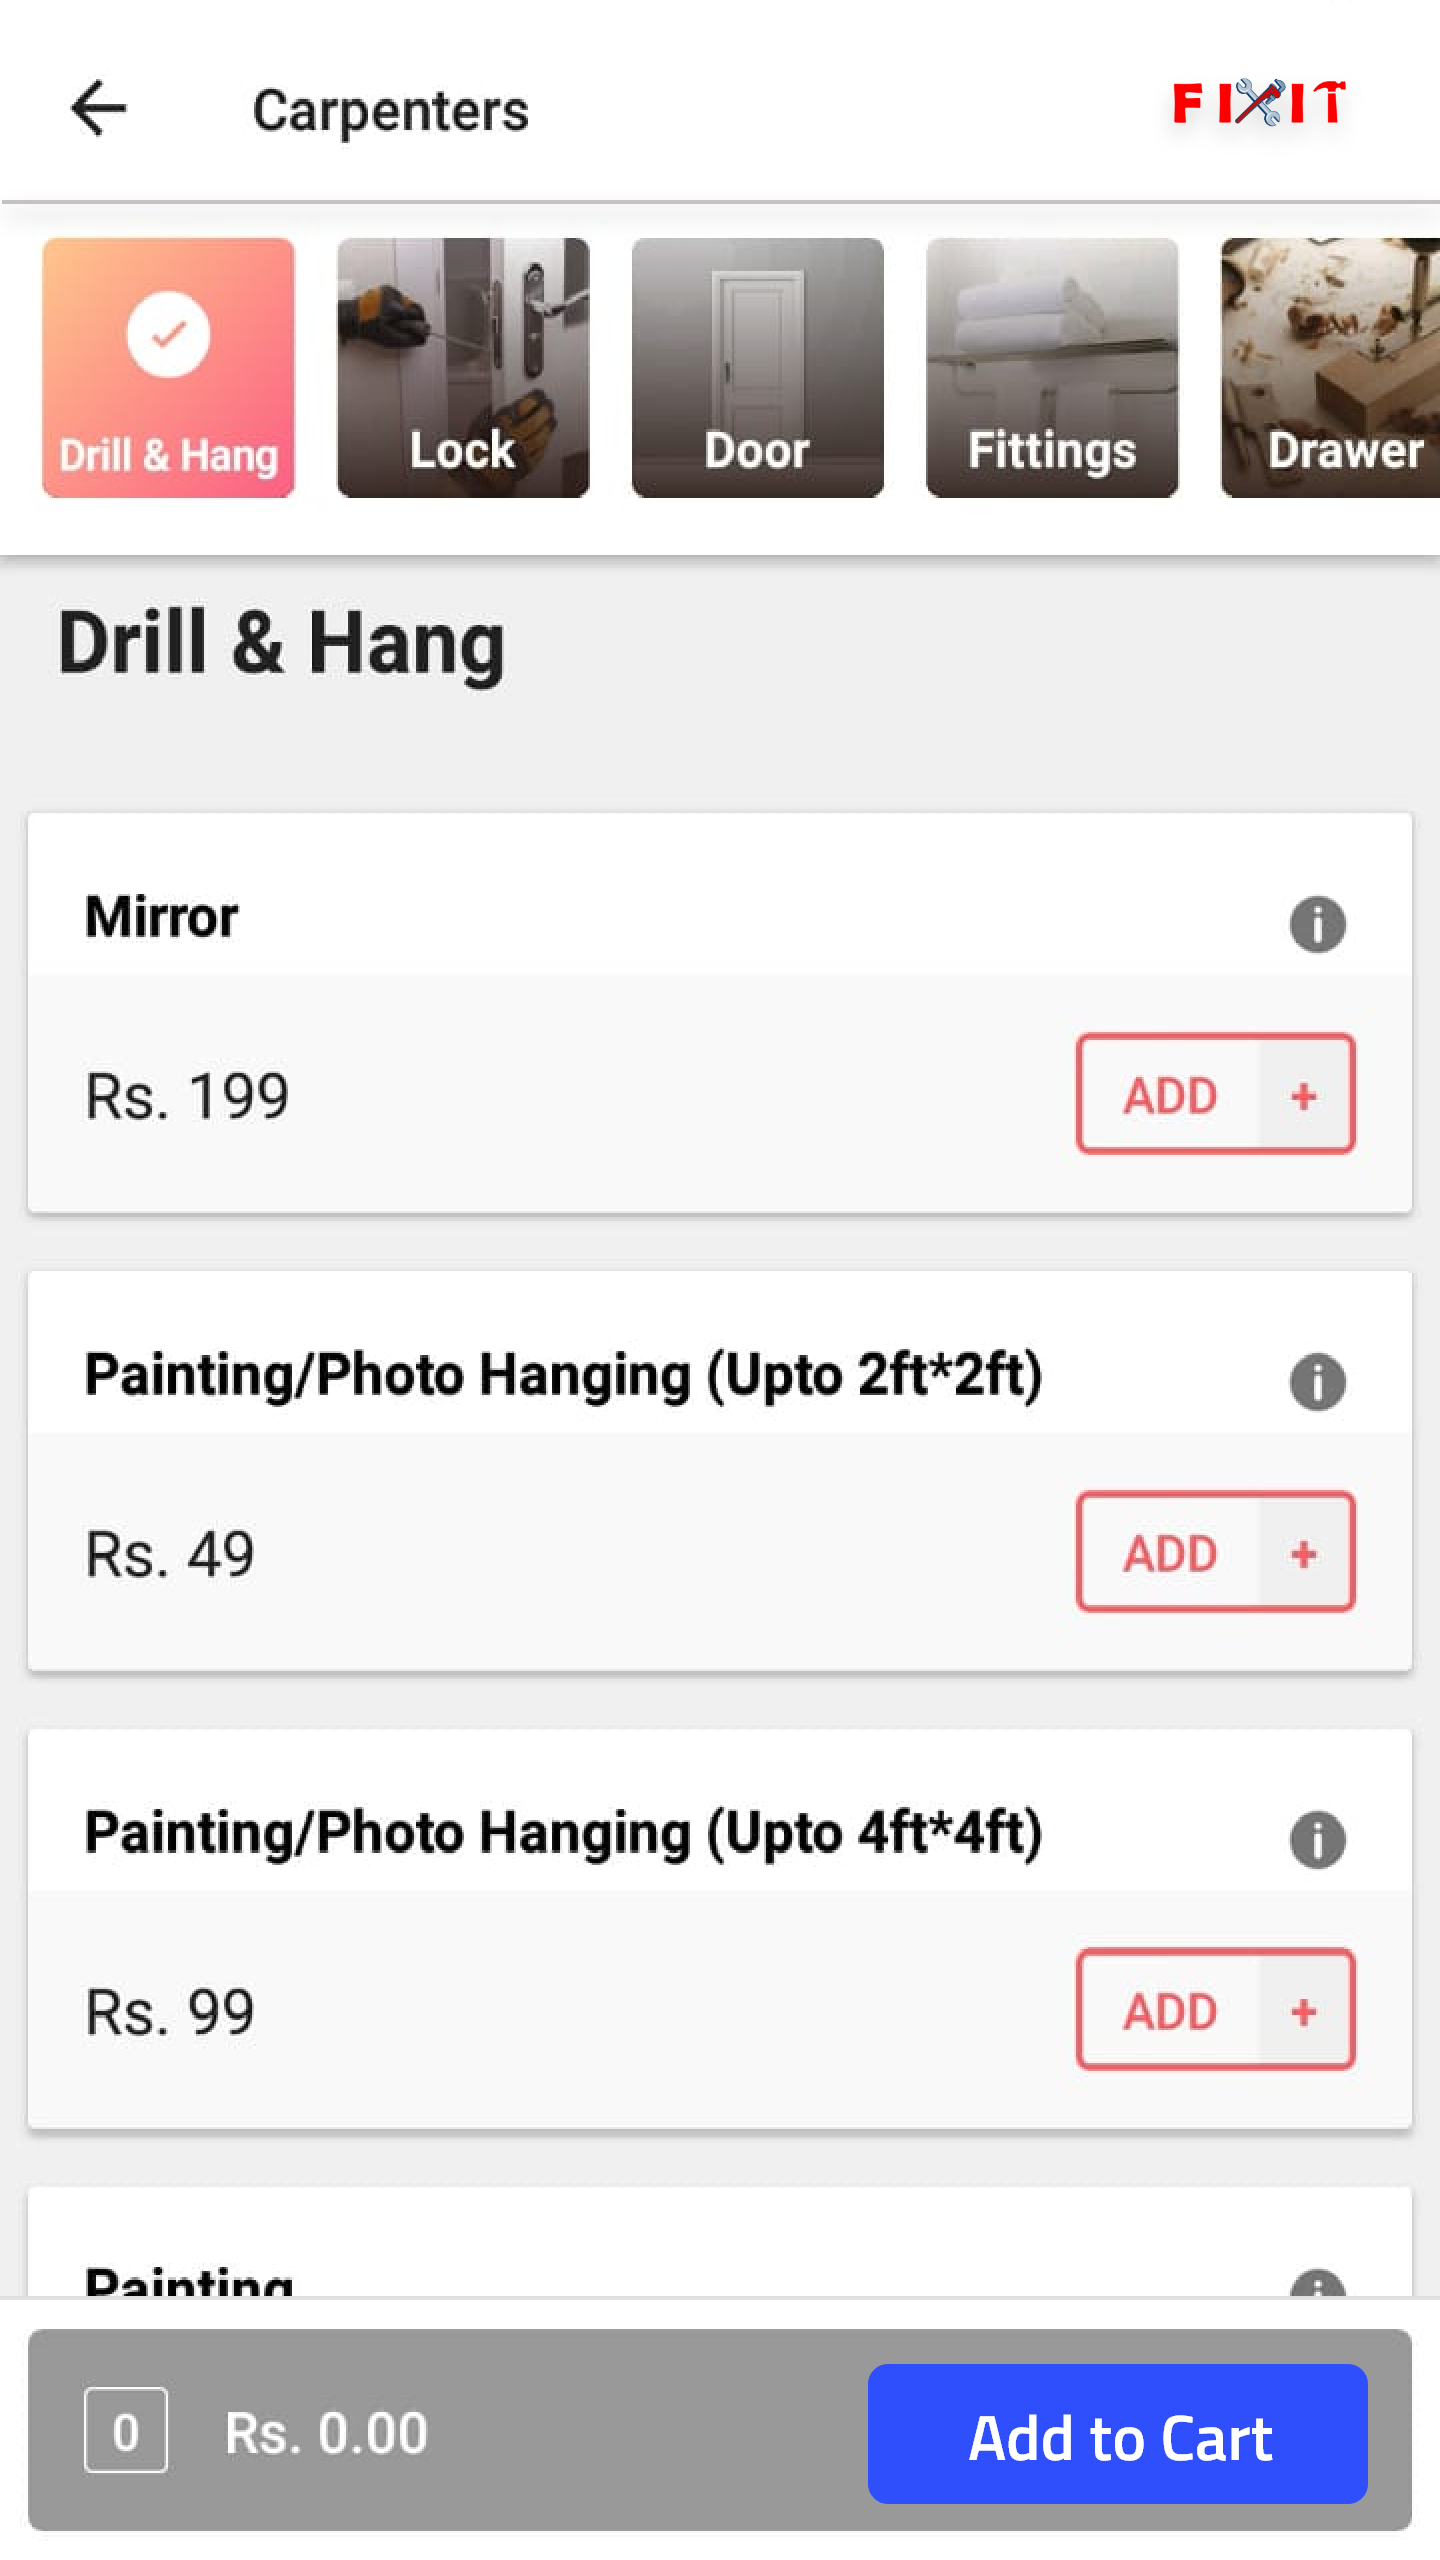 Carpenters
FIXIT
Drill & Hang
Lock
Door
Fittings
Drawer
Drill & Hang
Mirror
Rs. 199
ADD +
Painting/Photo Hanging (Upto 2ft*2ft)
Rs. 49
ADD +
Painting/Photo Hanging (Upto 4ft*4ft)
Rs. 99
ADD +
Painting
0 Rs. 0.00
Add to Cart